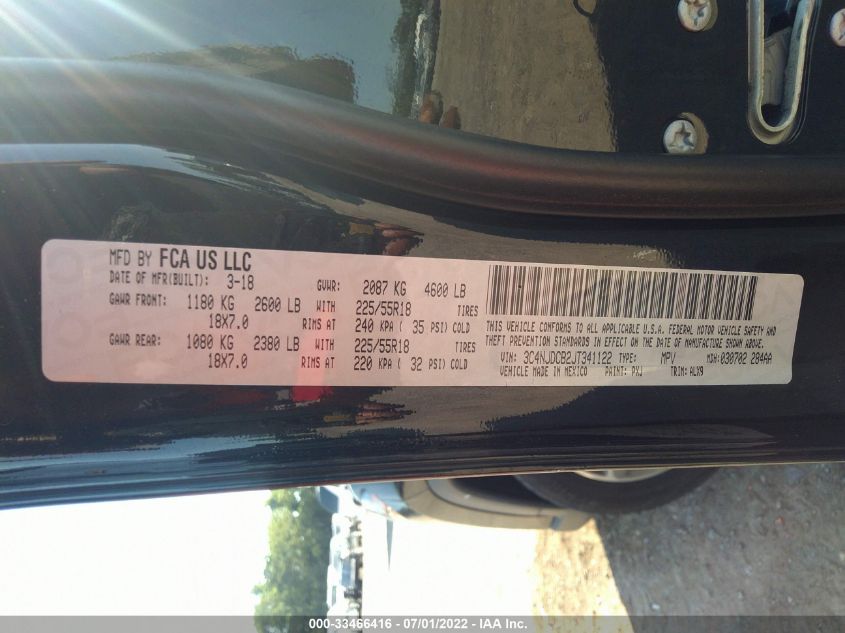 MFD BY FCA US LLC
DATE OF MFR(BUILT): 3-18 GVWR: 2087 KG 4600 LB
GAWR FRONT: 1180 KG 2600 LB WITH 225/55R18 TIRES
18X7.0 RIMS AT 240 KPA ( 35 PSI) COLD
GAWR REAR: 1080 KG 2380 LB WITH 225/55R18 TIRES
18X7.0 RIMS AT 220 KPA ( 32 PSI) COLD
THIS VEHICLE CONFORMS TO ALL APPLICABLE U.S.A. FEDERAL MOTOR VEHICLE SAFETY AND
THEFT PREVENTION STANDARDS IN EFFECT ON THE DATE OF MANUFACTURE SHOWN ABOVE.
VIN: 3C4NJDCB2JT341122 TYPE: MPV MDH: 030702 284AA
VEHICLE MADE IN MEXICO PAINT: PXJ TRIM: ALX9
000-33466416 - 07/01/2022 - IAA Inc.